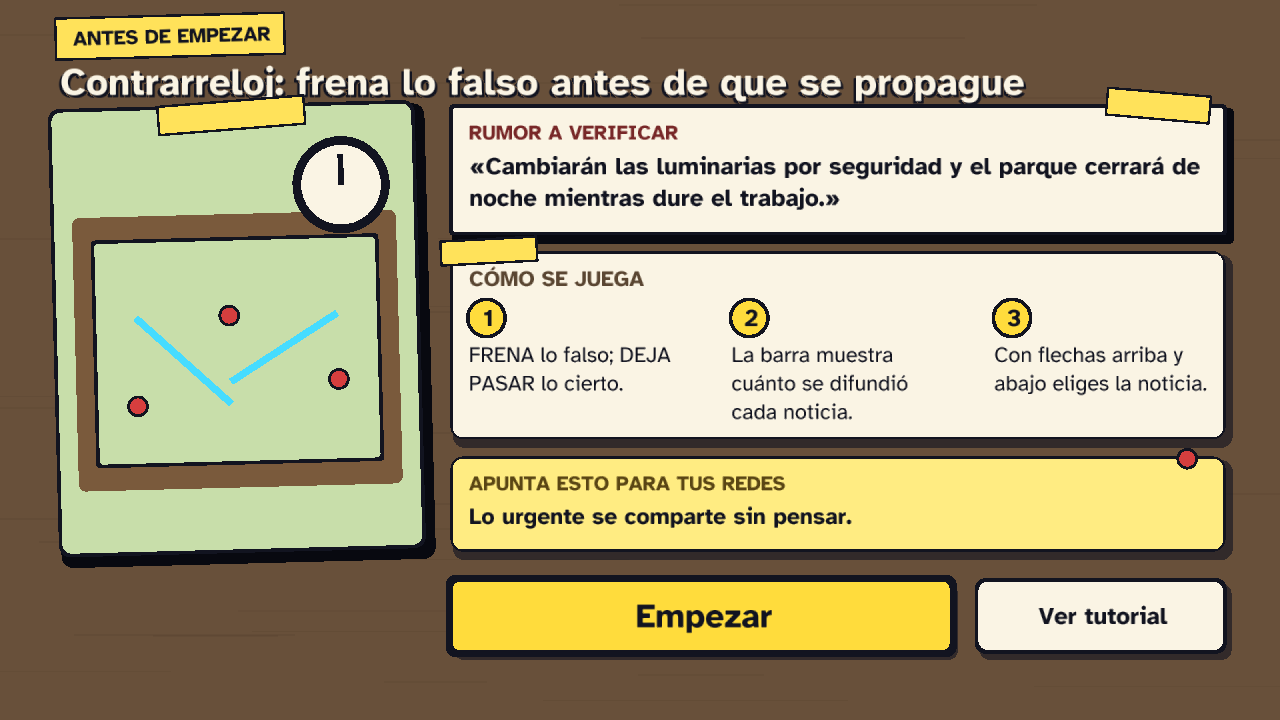 ANTES DE EMPEZAR
Contrarreloj: frena lo falso antes de que se propague
RUMOR A VERIFICAR
«Cambiarán las luminarias por seguridad y el parque cerrará de
noche mientras dure el trabajo.»
CÓMO SE JUEGA
1
FRENA lo falso; DEJA
PASAR lo cierto.
2
La barra muestra
cuánto se difundió
cada noticia.
3
Con flechas arriba y
abajo eliges la noticia.
APUNTA ESTO PARA TUS REDES
Lo urgente se comparte sin pensar.
Empezar
Ver tutorial